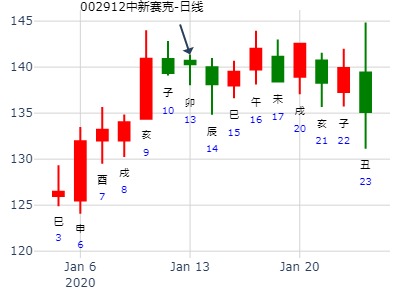 002912中新赛克-日线
145
140
135
130
125
120
巳
3
申
6
酉
7
戌
8
亥
9
子
10
卯
13
辰
14
巳
15
午
16
未
17
戌
20
亥
21
子
22
丑
23
Jan 6
2020
Jan 13
Jan 20